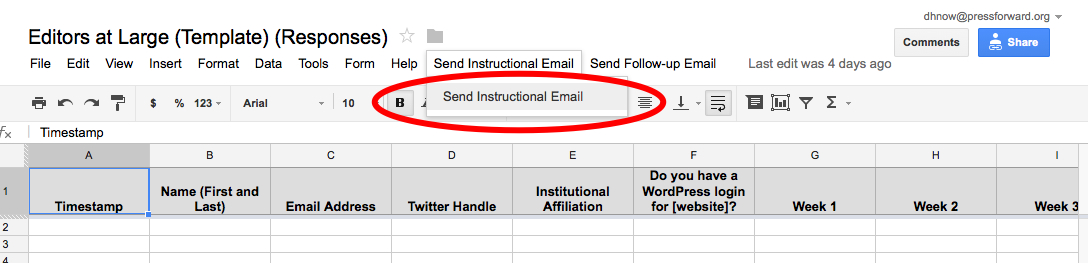 dhnow@pressforward.org
Editors at Large (Template) (Responses)
Comments
Share
File Edit View Insert Format Data Tools Form Help Send Instructional Email Send Follow-up Email Last edit was 4 days ago
$ % 123 Arial 10 B
Send Instructional Email
fx Timestamp
A B C D E F G H I
1
Timestamp
Name (First and
Last)
Email Address
Twitter Handle
Institutional
Affiliation
Do you have a
WordPress login
for [website]?
Week 1
Week 2
Week 3
2
3
4